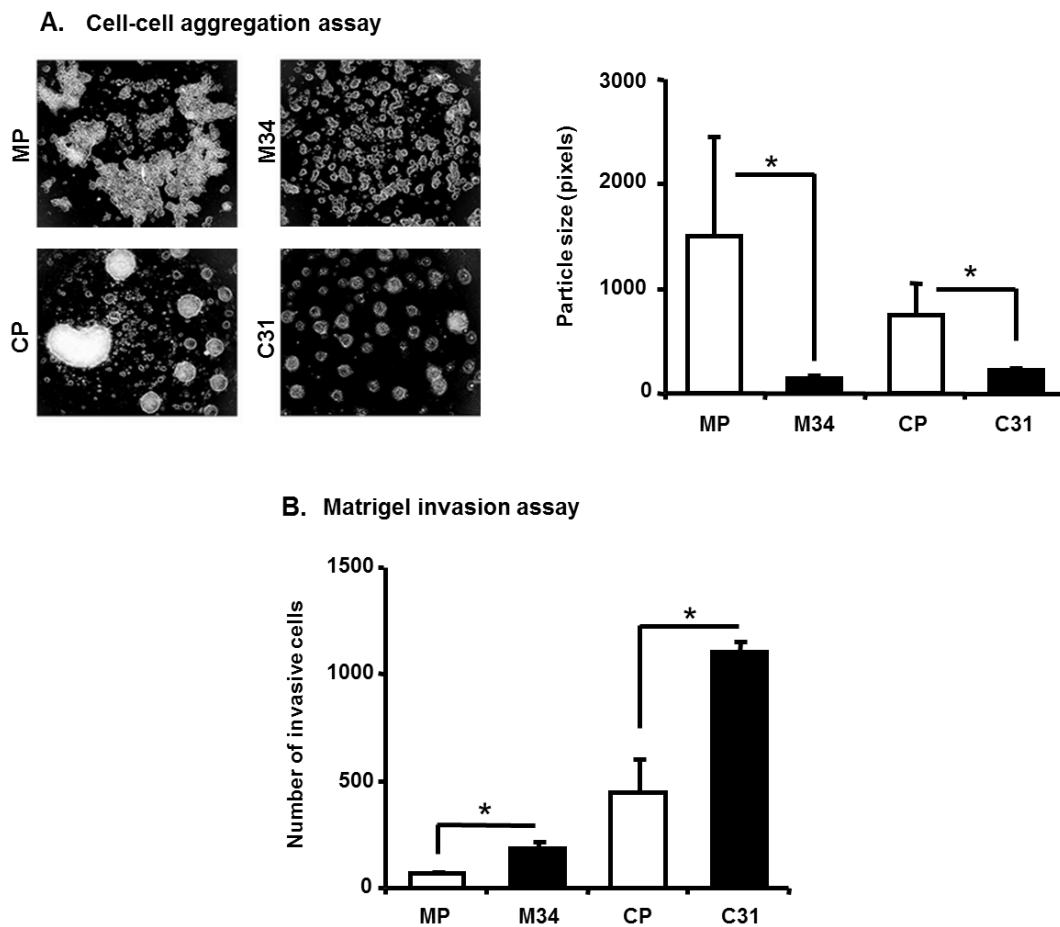 A. Cell-cell aggregation assay
MP
M34
CP
C31
Particle size (pixels)
3000
2000
1000
0
*
*
MP M34 CP C31
B. Matrigel invasion assay
Number of invasive cells
1500
1000
500
0
*
*
MP M34 CP C31